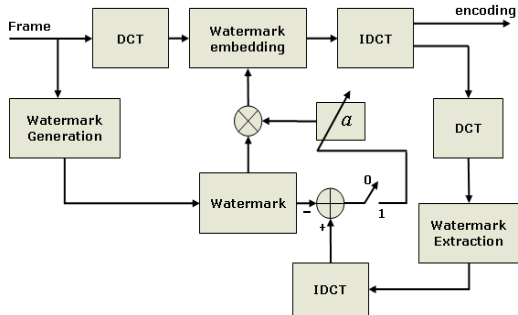 Frame
encoding
DCT
Watermark
embedding
IDCT
Watermark
Generation
a
DCT
Watermark
0
1
−
+
Watermark
Extraction
IDCT